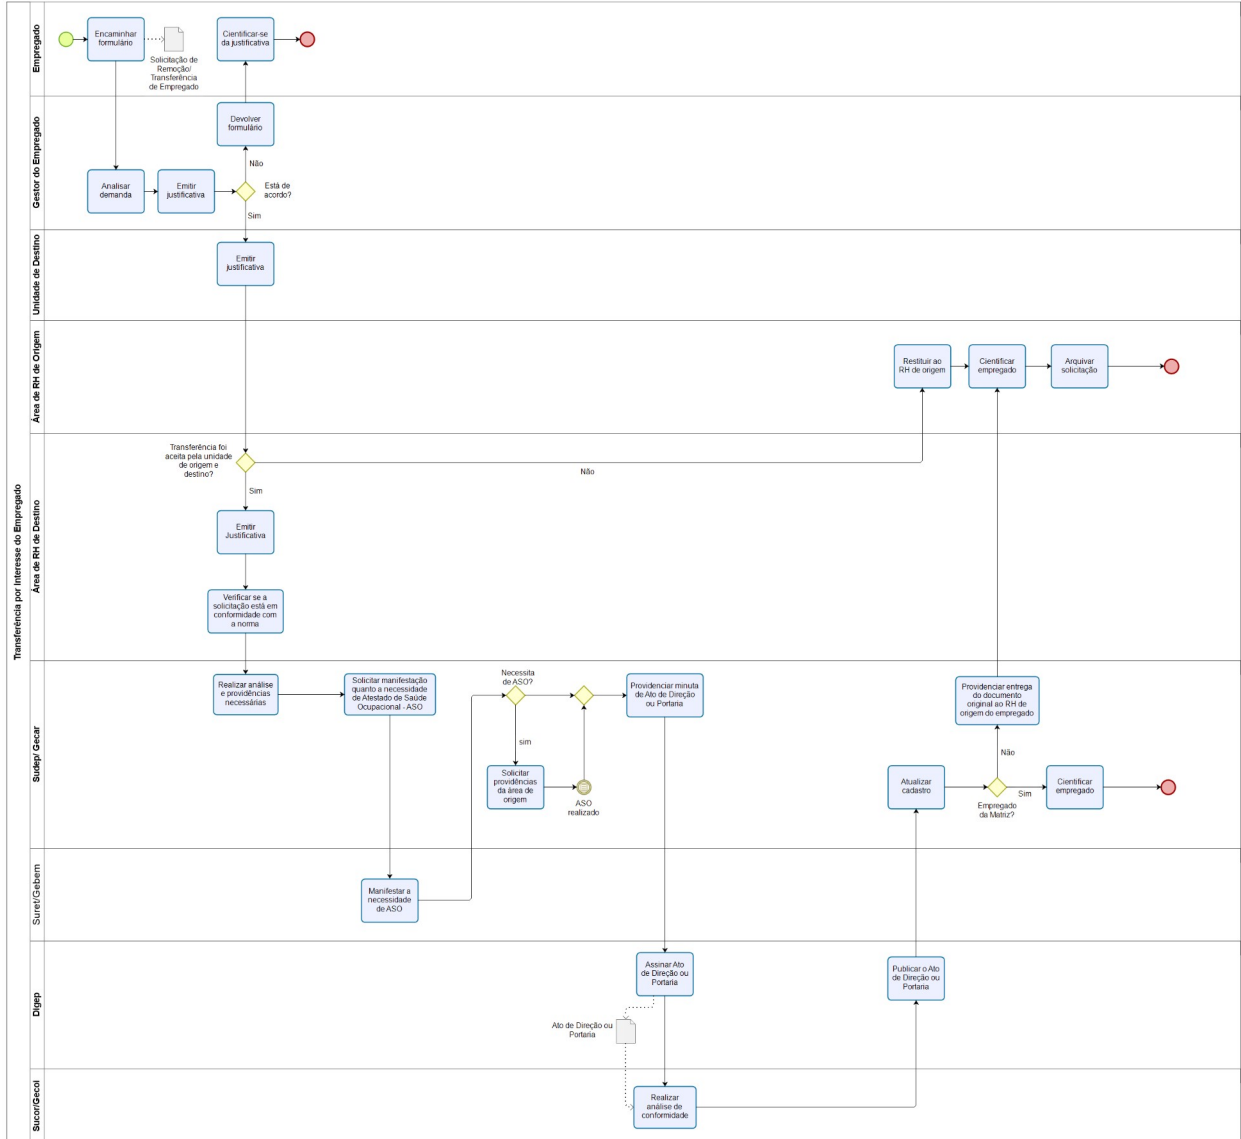 Transferência por Interesse do Empregado
Empregado
Encaminhar
formulário
Solicitação de
Remoção/
Transferência
de Empregado
Cientificar-se
da justificativa
Gestor do Empregado
Devolver
formulário
Não
Analisar
demanda
Emitir
justificativa
Está de
acordo?
Sim
Unidade de Destino
Emitir
justificativa
Área de RH de Origem
Restituir ao
RH de origem
Cientificar
empregado
Arquivar
solicitação
Área de RH de Destino
Transferência foi
aceita pela unidade
de origem e
destino?
Não
Sim
Emitir
Justificativa
Verificar se a
solicitação está em
conformidade com
a norma
Sudep/ Gecar
Realizar análise
e providências
necessárias
Solicitar manifestação
quanto a necessidade
de Atestado de Saúde
Ocupacional - ASO
Necessita
de ASO?
sim
Solicitar
providências
da área de
origem
ASO
realizado
Providenciar minuta
de Ato de Direção
ou Portaria
Providenciar entrega
do documento
original ao RH de
origem do empregado
Não
Atualizar
cadastro
Empregado
da Matriz?
Sim
Cientificar
empregado
Suret/Gebem
Manifestar a
necessidade
de ASO
Digep
Assinar Ato
de Direção ou
Portaria
Ato de Direção ou
Portaria
Publicar o Ato
de Direção ou
Portaria
Sucor/Gecol
Realizar
análise de
conformidade